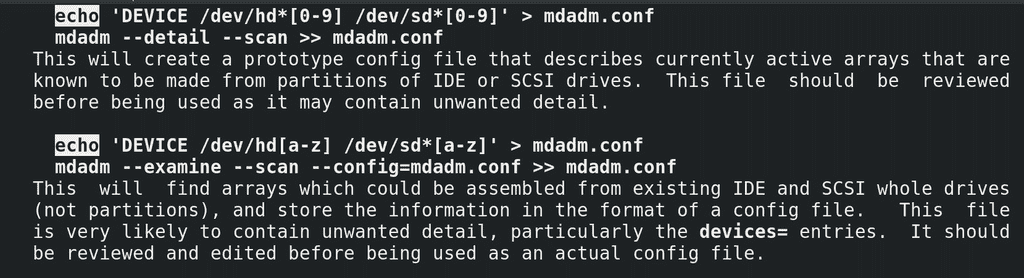 echo 'DEVICE /dev/hd*[0-9] /dev/sd*[0-9]' > mdadm.conf
mdadm --detail --scan >> mdadm.conf
This will create a prototype config file that describes currently active arrays that are
known to be made from partitions of IDE or SCSI drives.  This file  should  be  reviewed
before being used as it may contain unwanted detail.
echo 'DEVICE /dev/hd[a-z] /dev/sd*[a-z]' > mdadm.conf
mdadm --examine --scan --config=mdadm.conf >> mdadm.conf
This  will  find arrays which could be assembled from existing IDE and SCSI whole drives
(not partitions), and store the information in the format of a config file.   This  file
is very likely to contain unwanted detail, particularly the devices= entries.  It should
be reviewed and edited before being used as an actual config file.